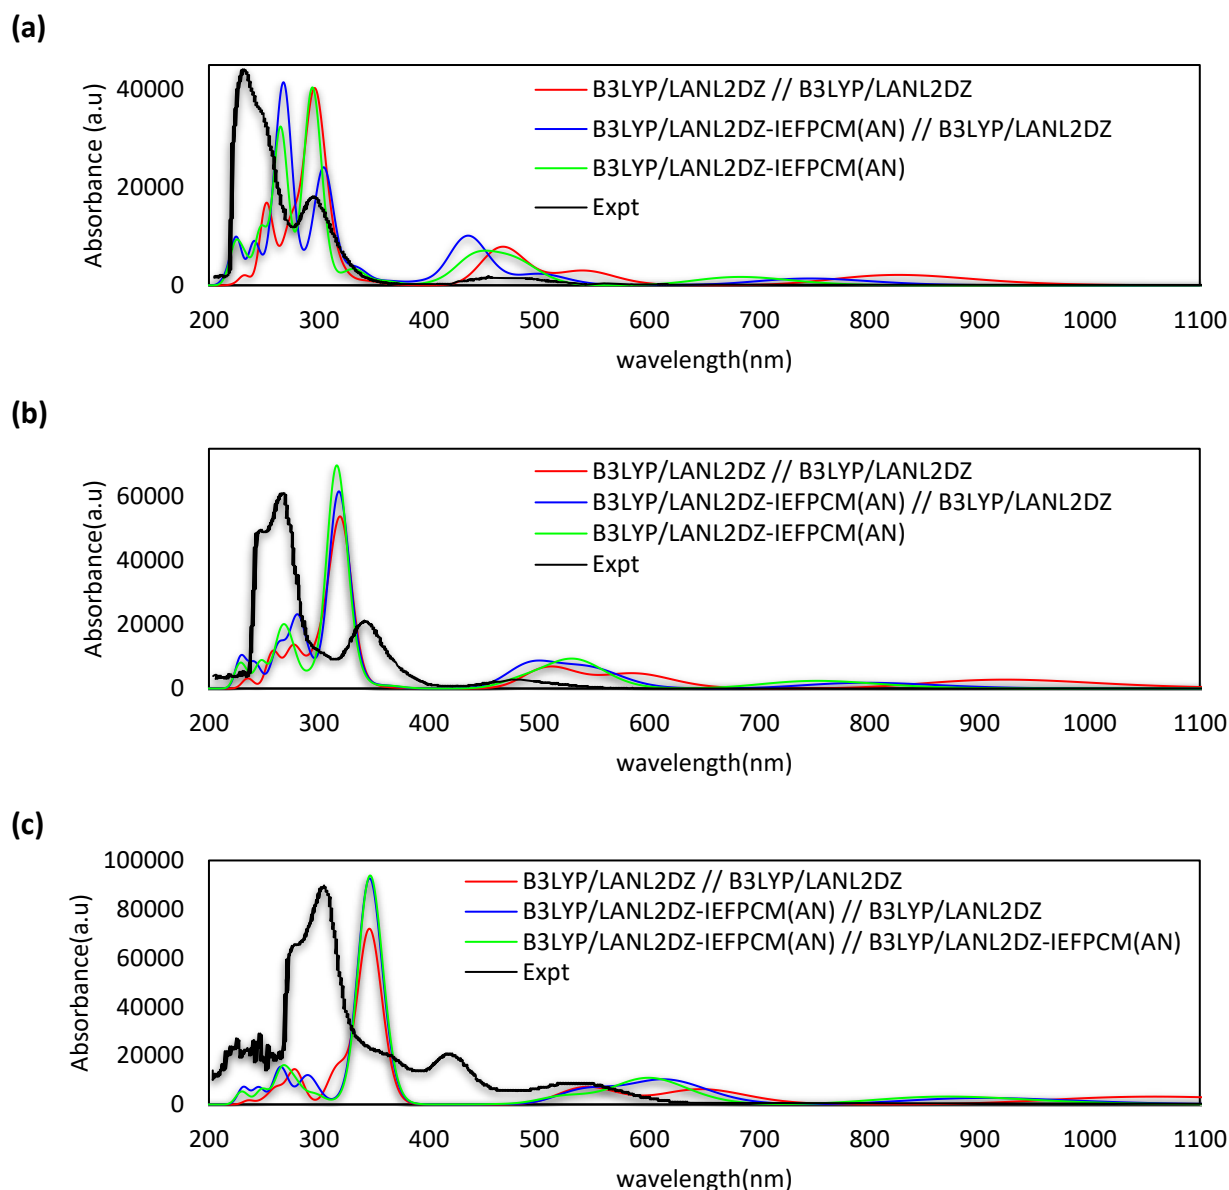 (a)
Absorbance (a.u)
40000
20000
0
B3LYP/LANL2DZ // B3LYP/LANL2DZ
B3LYP/LANL2DZ-IEFPCM(AN) // B3LYP/LANL2DZ
B3LYP/LANL2DZ-IEFPCM(AN)
Expt
200 300 400 500 600 700 800 900 1000 1100
wavelength(nm)
(b)
Absorbance(a.u)
60000
40000
20000
0
B3LYP/LANL2DZ // B3LYP/LANL2DZ
B3LYP/LANL2DZ-IEFPCM(AN) // B3LYP/LANL2DZ
B3LYP/LANL2DZ-IEFPCM(AN)
Expt
200 300 400 500 600 700 800 900 1000 1100
wavelength(nm)
(c)
Absorbance(a.u)
100000
80000
60000
40000
20000
0
B3LYP/LANL2DZ // B3LYP/LANL2DZ
B3LYP/LANL2DZ-IEFPCM(AN) // B3LYP/LANL2DZ
B3LYP/LANL2DZ-IEFPCM(AN) // B3LYP/LANL2DZ-IEFPCM(AN)
Expt
200 300 400 500 600 700 800 900 1000 1100
wavelength(nm)